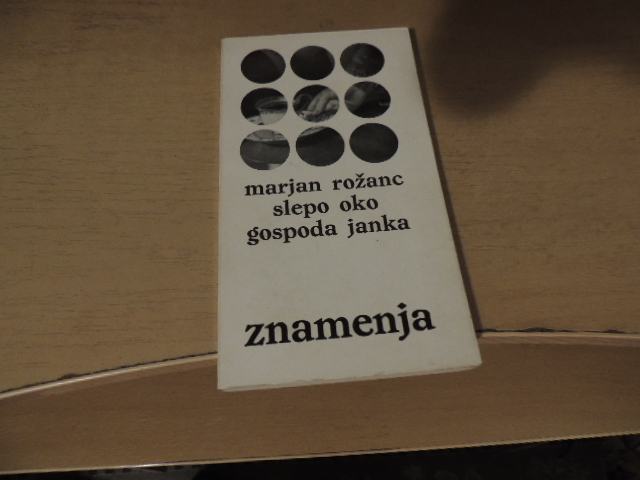 marjan rožanc
slepo oko
gospoda janka
znamenja